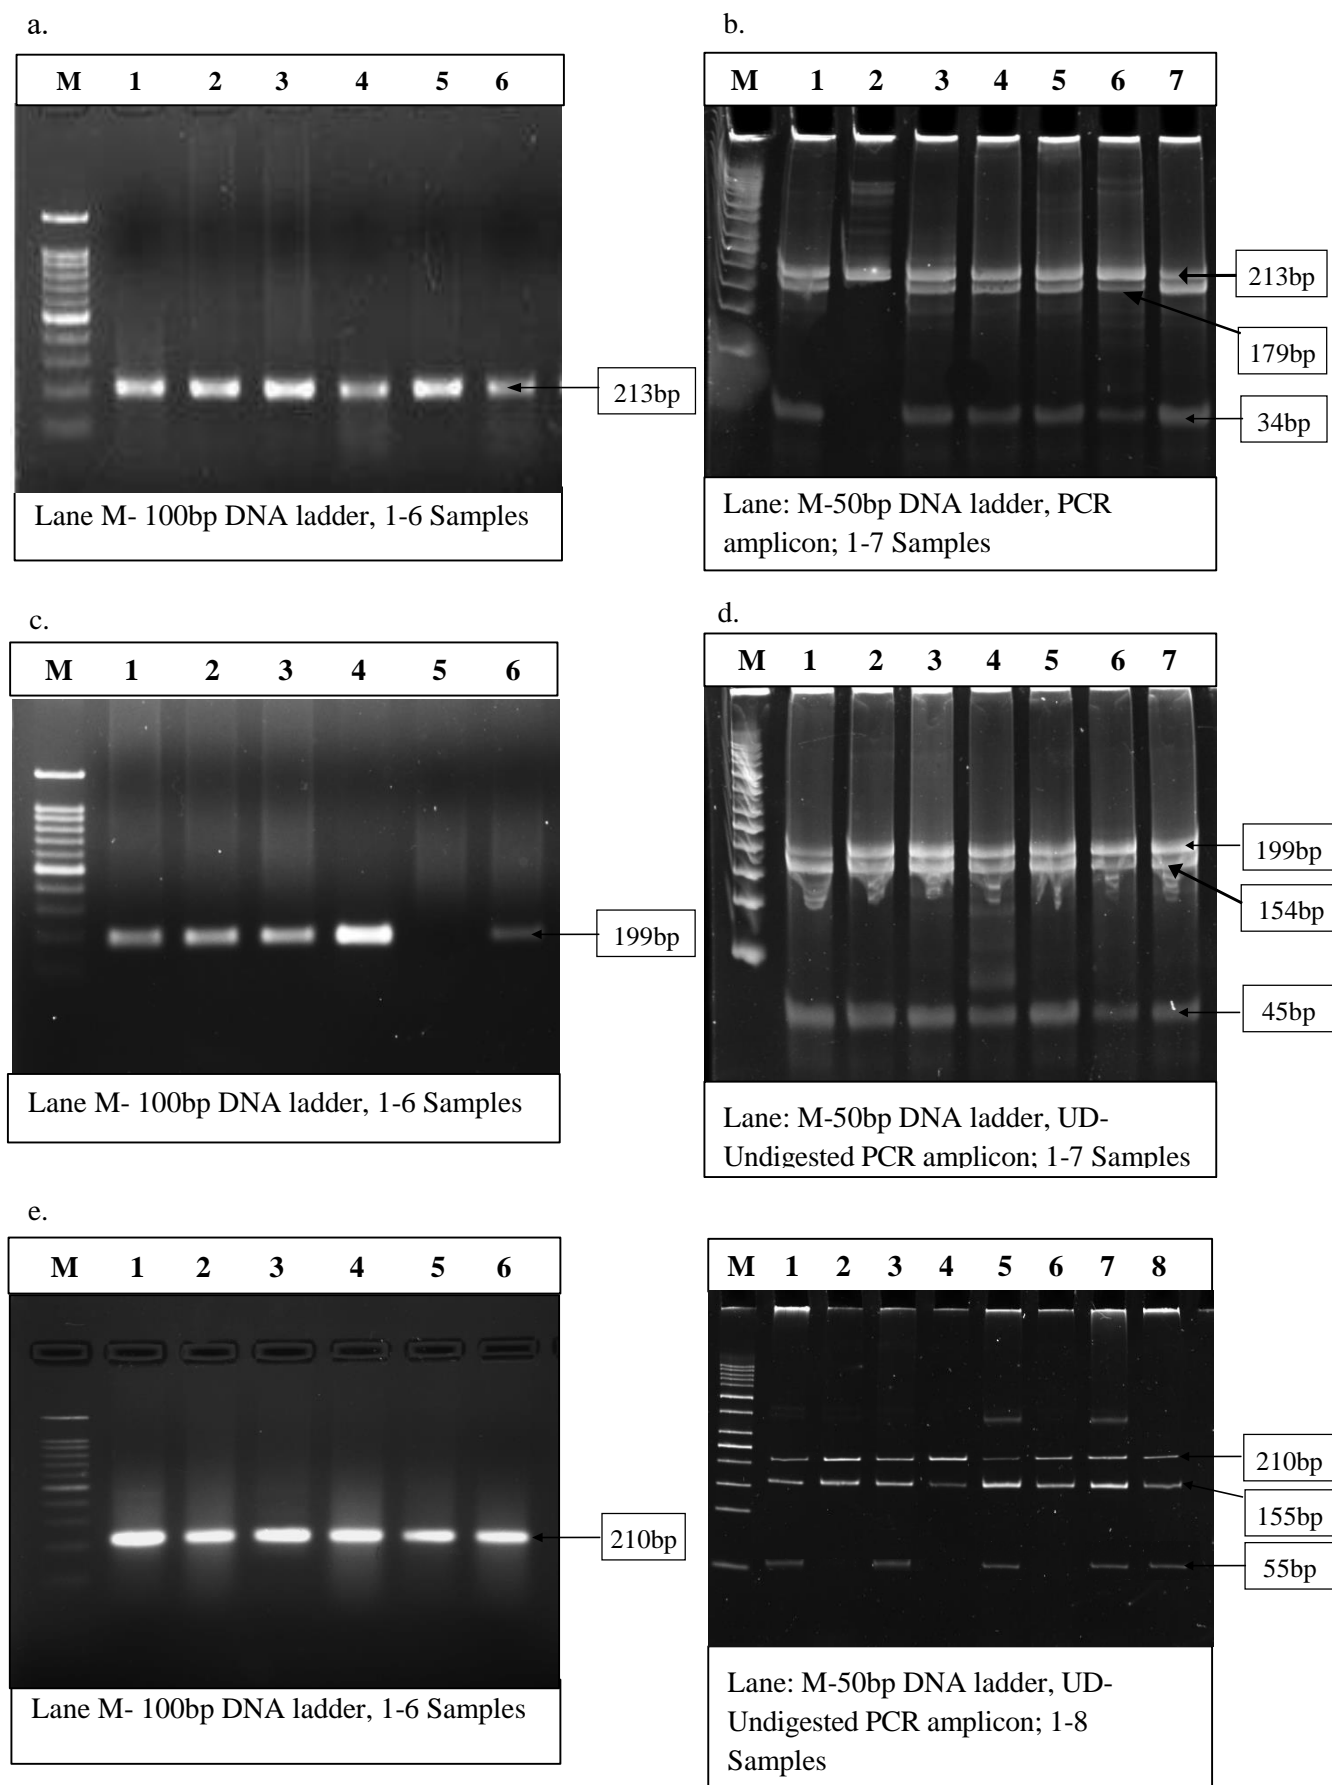 a.
M 1 2 3 4 5 6
213bp
Lane M- 100bp DNA ladder, 1-6 Samples
b.
M 1 2 3 4 5 6 7
213bp
179bp
34bp
Lane: M-50bp DNA ladder, PCR
amplicon; 1-7 Samples
c.
M 1 2 3 4 5 6
199bp
Lane M- 100bp DNA ladder, 1-6 Samples
d.
M 1 2 3 4 5 6 7
199bp
154bp
45bp
Lane: M-50bp DNA ladder, UD-
Undigested PCR amplicon; 1-7 Samples
e.
M 1 2 3 4 5 6
210bp
Lane M- 100bp DNA ladder, 1-6 Samples
M 1 2 3 4 5 6 7 8
210bp
155bp
55bp
Lane: M-50bp DNA ladder, UD-
Undigested PCR amplicon; 1-8
Samples